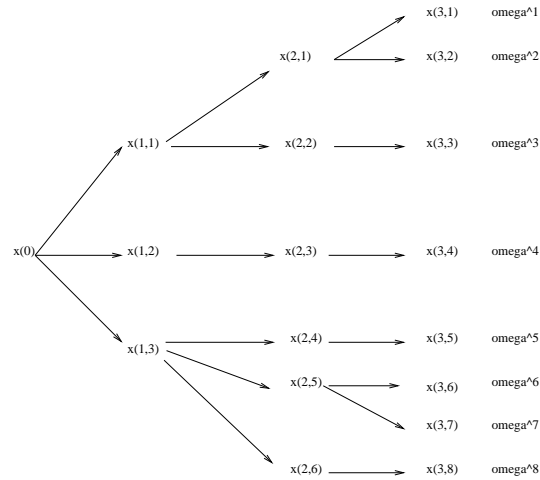 x(3,1) omega^1
x(2,1) x(3,2) omega^2
x(1,1) x(2,2) x(3,3) omega^3
x(0) x(1,2) x(2,3) x(3,4) omega^4
x(1,3) x(2,4) x(3,5) omega^5
x(2,5) x(3,6) omega^6
x(3,7) omega^7
x(2,6) x(3,8) omega^8